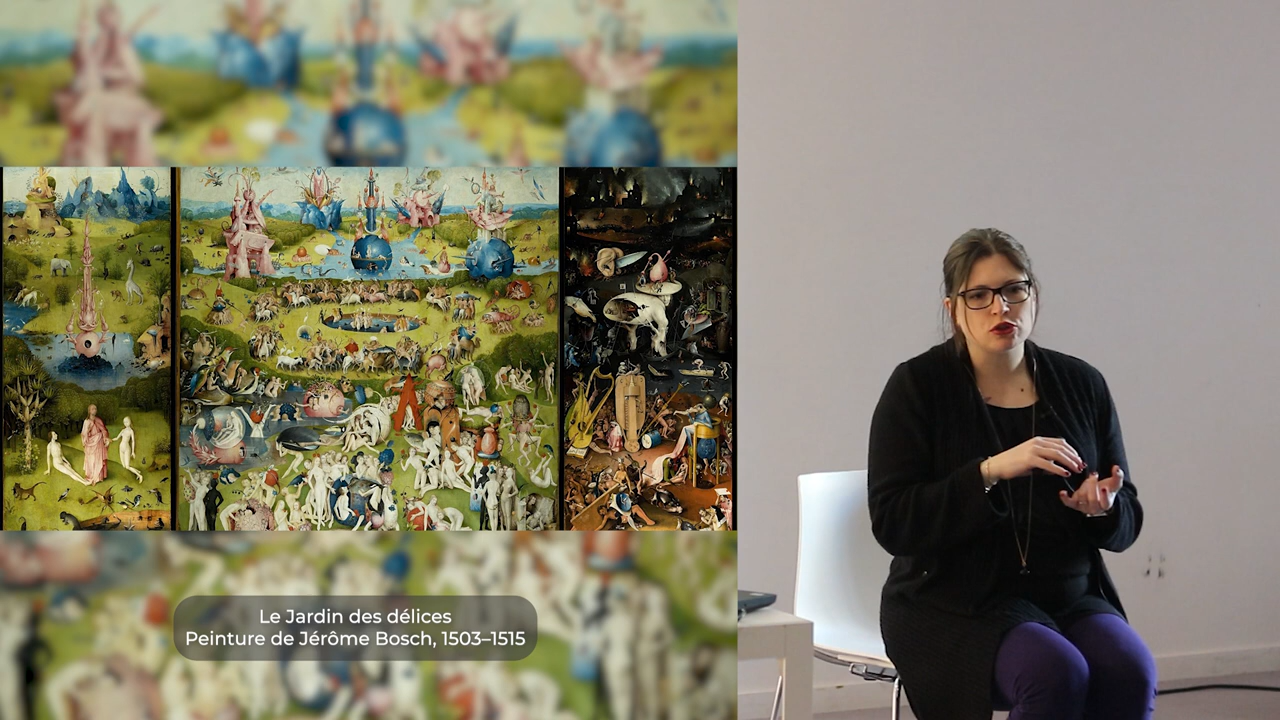 Le Jardin des délices
Peinture de Jérôme Bosch, 1503–1515